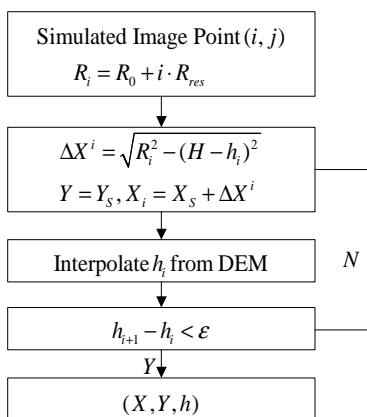 Simulated Image Point (i, j)
R_i = R_0 + i · R_res
ΔX^i = √(R_i^2 − (H − h_i)^2)
Y = Y_S, X_i = X_S + ΔX^i
Interpolate h_i from DEM
N
h_{i+1} − h_i < ε
Y
(X, Y, h)